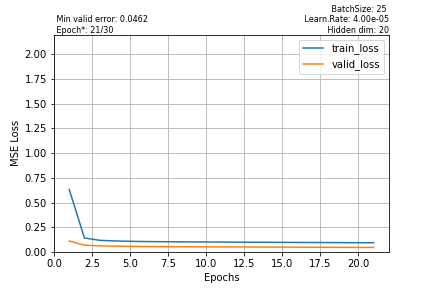 Min valid error: 0.0462
Epoch*: 21/30
BatchSize: 25
Learn.Rate: 4.00e-05
Hidden dim: 20
train_loss
valid_loss
MSE Loss
2.00
1.75
1.50
1.25
1.00
0.75
0.50
0.25
0.00
0.0 2.5 5.0 7.5 10.0 12.5 15.0 17.5 20.0
Epochs